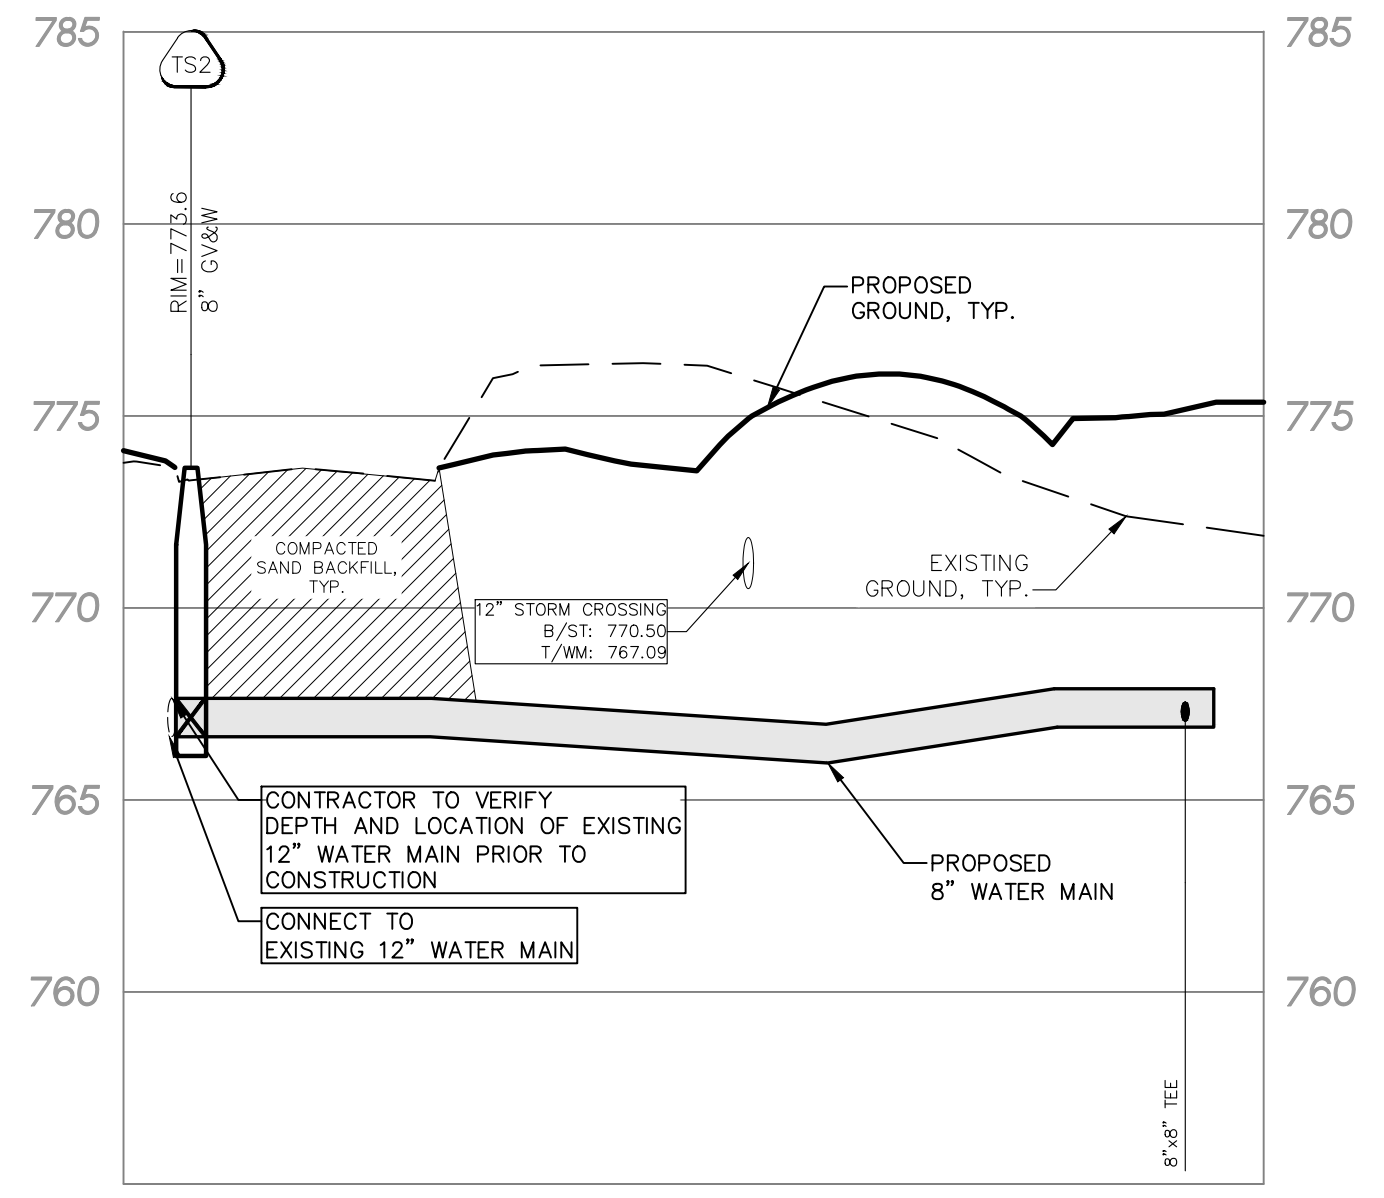 785
785
TS2
RIM=773.6
8" GV&W
780
780
PROPOSED
GROUND, TYP.
775
775
COMPACTED
SAND BACKFILL,
TYP.
EXISTING
GROUND, TYP.
770
770
12" STORM CROSSING
B/ST: 770.50
T/WM: 767.09
765
765
CONTRACTOR TO VERIFY
DEPTH AND LOCATION OF EXISTING
12" WATER MAIN PRIOR TO
CONSTRUCTION
PROPOSED
8" WATER MAIN
CONNECT TO
EXISTING 12" WATER MAIN
760
760
8"x8" TEE